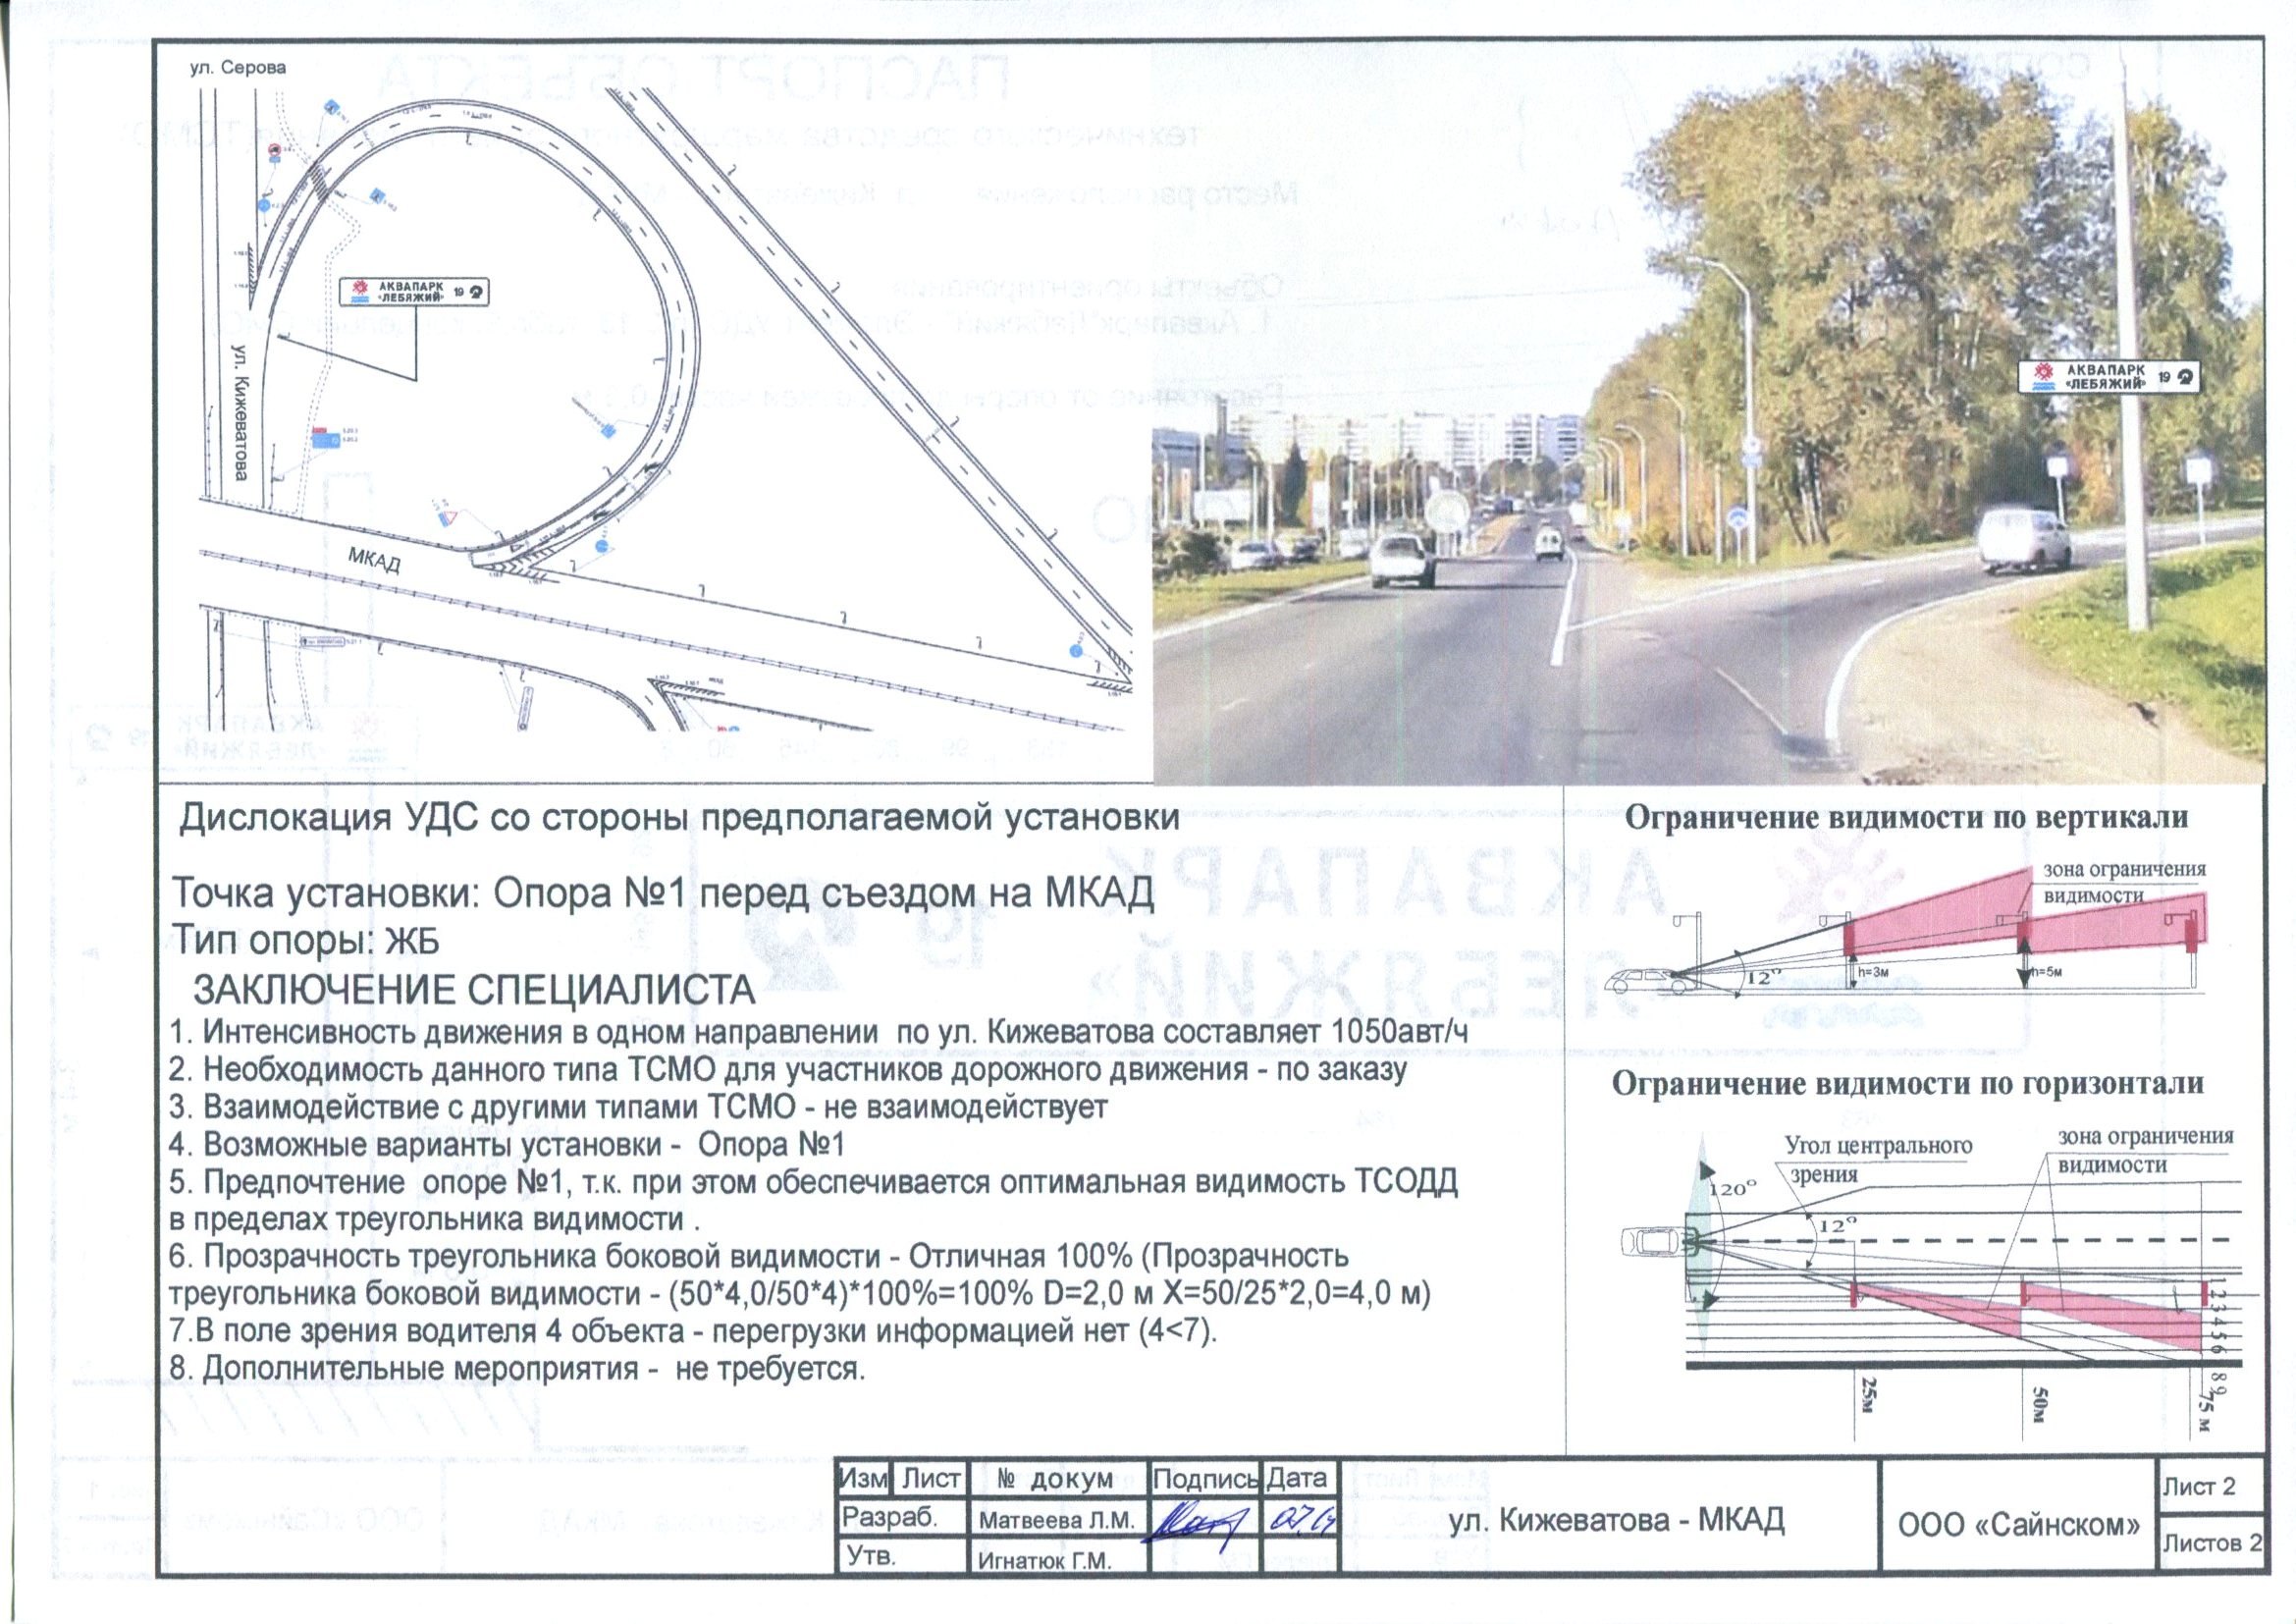 ул. Серова
АКВАПАРК
«ЛЕБЯЖИЙ» 19
ул. Кижеватова
МКАД
АКВАПАРК
«ЛЕБЯЖИЙ» 19
Дислокация УДС со стороны предполагаемой установки
Точка установки: Опора №1 перед съездом на МКАД
Тип опоры: ЖБ
ЗАКЛЮЧЕНИЕ СПЕЦИАЛИСТА
1. Интенсивность движения в одном направлении по ул. Кижеватова составляет 1050авт/ч
2. Необходимость данного типа ТСМО для участников дорожного движения - по заказу
3. Взаимодействие с другими типами ТСМО - не взаимодействует
4. Возможные варианты установки - Опора №1
5. Предпочтение опоре №1, т.к. при этом обеспечивается оптимальная видимость ТСОДД
в пределах треугольника видимости .
6. Прозрачность треугольника боковой видимости - Отличная 100% (Прозрачность
треугольника боковой видимости - (50*4,0/50*4)*100%=100% D=2,0 м X=50/25*2,0=4,0 м)
7.В поле зрения водителя 4 объекта - перегрузки информацией нет (4<7).
8. Дополнительные мероприятия - не требуется.
Ограничение видимости по вертикали
зона ограничения
видимости
12°
h=3м
h=5м
Ограничение видимости по горизонтали
Угол центрального
зрения
зона ограничения
видимости
120°
12°
1 2 3 4 5 6
8 9
25м
50м
75 м
Изм Лист № докум Подпись Дата
Разраб. Матвеева Л.М.
Утв. Игнатюк Г.М.
ул. Кижеватова - МКАД
ООО «Сайнском»
Лист 2
Листов 2